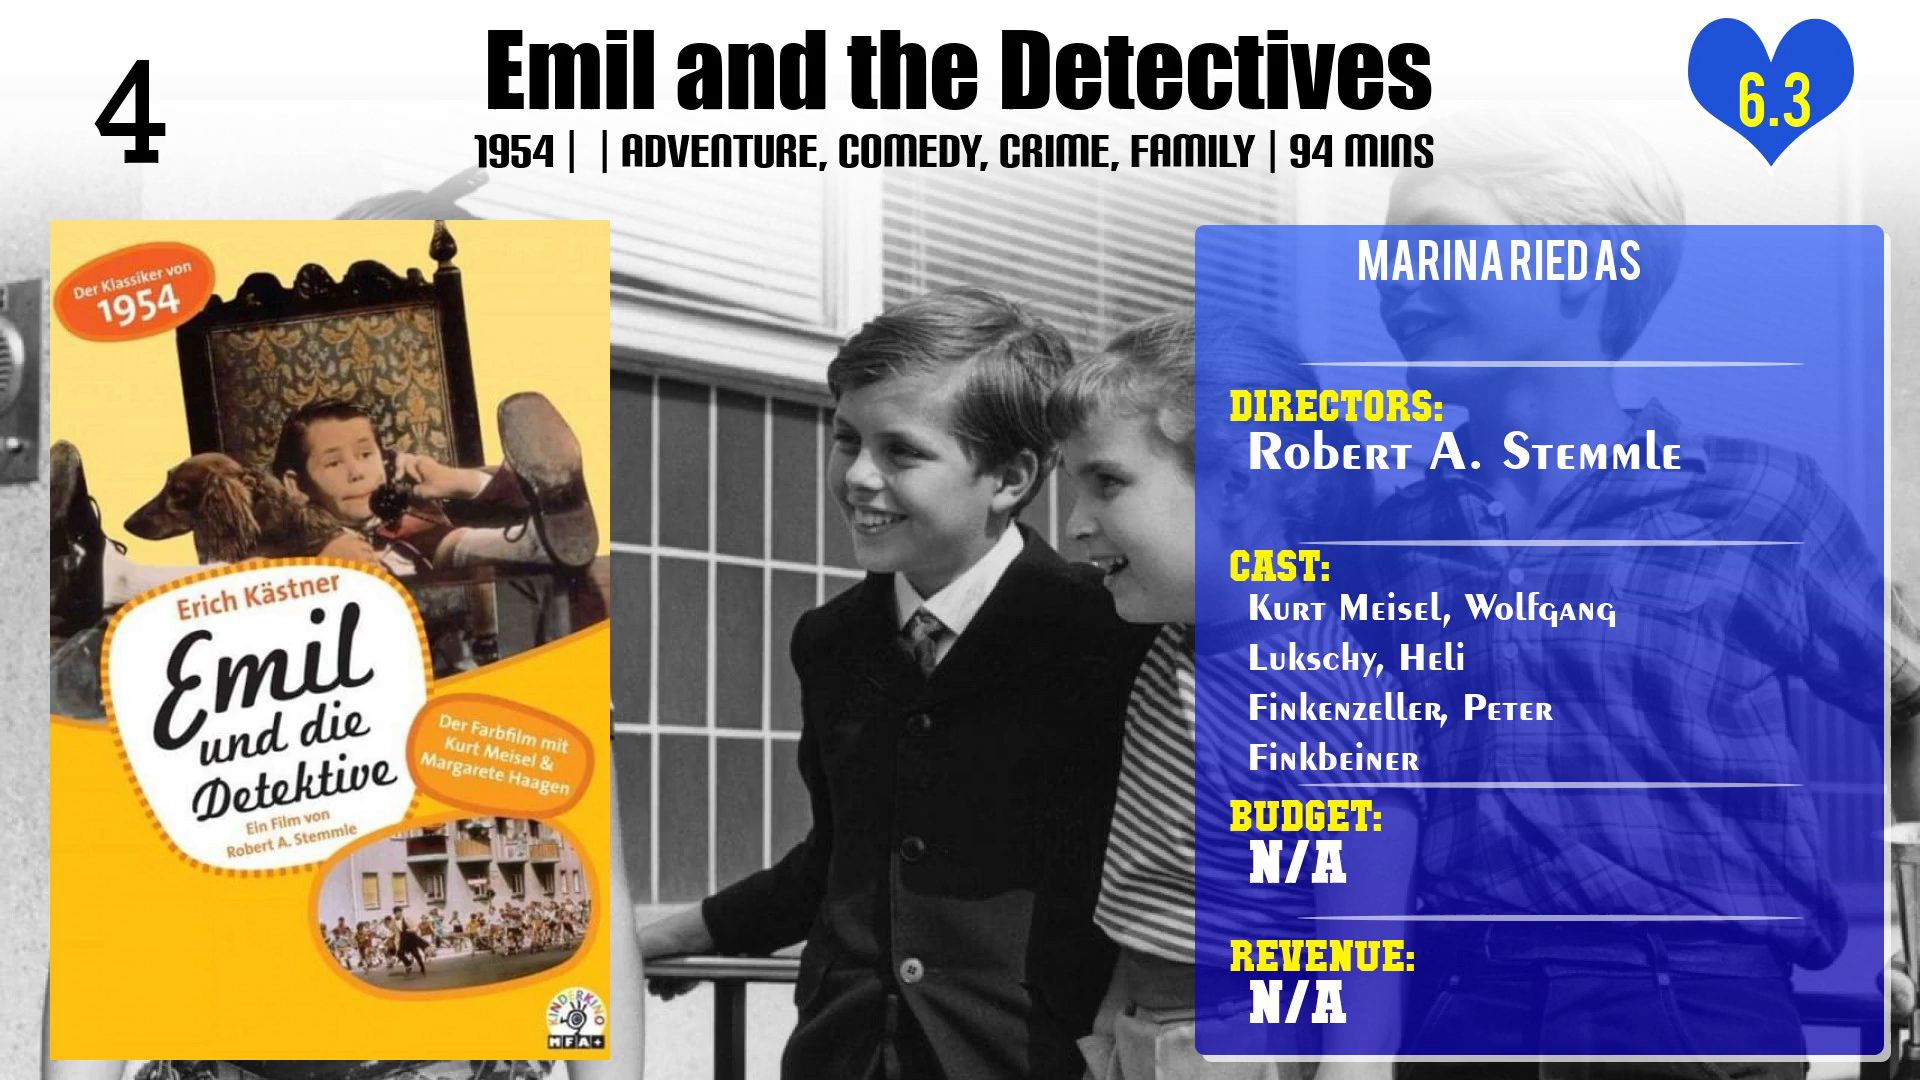 4
Emil and the Detectives
1954 | | ADVENTURE, COMEDY, CRIME, FAMILY | 94 MINS
6.3
Der Klassiker von
1954
Erich Kästner
Emil
und die
Detektive
Ein Film von
Robert A. Stemmle
Der Farbfilm mit
Kurt Meisel &
Margarete Haagen
KINDERKINO
MFA+
MARINA RIED AS
DIRECTORS:
Robert A. Stemmle
CAST:
Kurt Meisel, Wolfgang
Lukschy, Heli
Finkenzeller, Peter
Finkbeiner
BUDGET:
N/A
REVENUE:
N/A